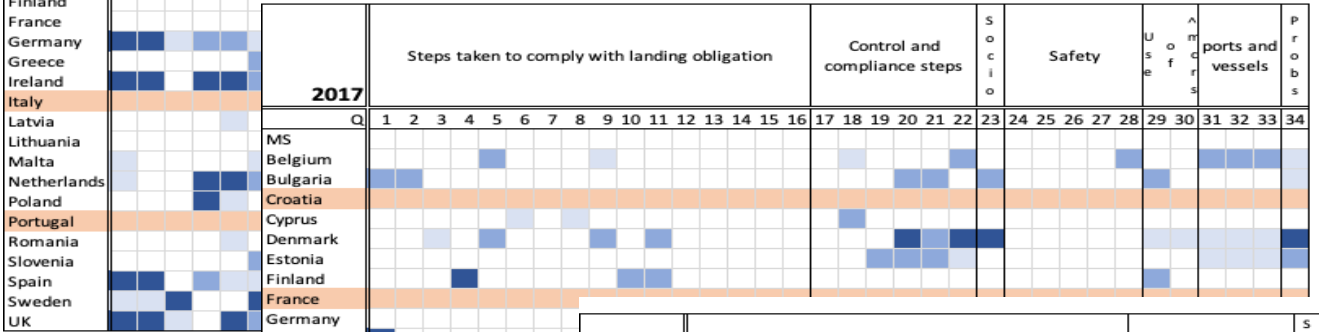 Finland
France
Germany
Greece
Ireland
Italy
Latvia
Lithuania
Malta
Netherlands
Poland
Portugal
Romania
Slovenia
Spain
Sweden
UK
2017
Steps taken to comply with landing obligation
Control and
compliance steps
Socio
Safety
Use
of
ports and
vessels
Probs
Q 1 2 3 4 5 6 7 8 9 10 11 12 13 14 15 16 17 18 19 20 21 22 23 24 25 26 27 28 29 30 31 32 33 34
MS
Belgium
Bulgaria
Croatia
Cyprus
Denmark
Estonia
Finland
France
Germany
s